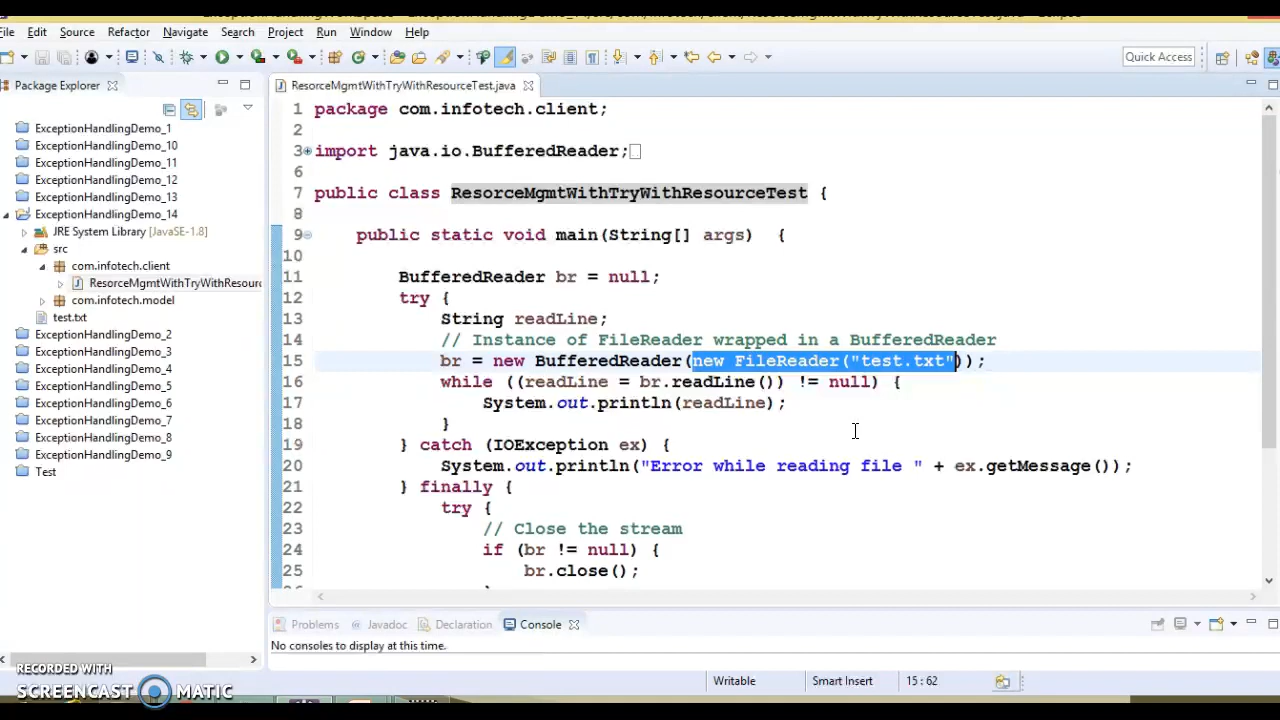 File Edit Source Refactor Navigate Search Project Run Window Help
Quick Access
Package Explorer
ResorceMgmtWithTryWithResourceTest.java
ExceptionHandlingDemo_1
ExceptionHandlingDemo_10
ExceptionHandlingDemo_11
ExceptionHandlingDemo_12
ExceptionHandlingDemo_13
ExceptionHandlingDemo_14
JRE System Library [JavaSE-1.8]
src
com.infotech.client
ResorceMgmtWithTryWithResourc
com.infotech.model
test.txt
ExceptionHandlingDemo_2
ExceptionHandlingDemo_3
ExceptionHandlingDemo_4
ExceptionHandlingDemo_5
ExceptionHandlingDemo_6
ExceptionHandlingDemo_7
ExceptionHandlingDemo_8
ExceptionHandlingDemo_9
Test
1 package com.infotech.client;
2
3 import java.io.BufferedReader;
6
7 public class ResorceMgmtWithTryWithResourceTest {
8
9 public static void main(String[] args) {
10
11 BufferedReader br = null;
12 try {
13 String readLine;
14 // Instance of FileReader wrapped in a BufferedReader
15 br = new BufferedReader(new FileReader("test.txt"));
16 while ((readLine = br.readLine()) != null) {
17 System.out.println(readLine);
18 }
19 } catch (IOException ex) {
20 System.out.println("Error while reading file " + ex.getMessage());
21 } finally {
22 try {
23 // Close the stream
24 if (br != null) {
25 br.close();
Problems Javadoc Declaration Console
No consoles to display at this time.
Writable Smart Insert 15 : 62
RECORDED WITH
SCREENCAST MATIC